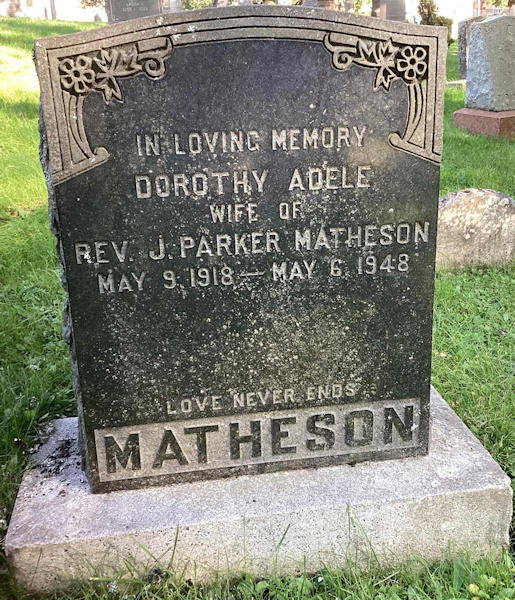 IN LOVING MEMORY
DOROTHY ADELE
WIFE OF
REV. J. PARKER MATHESON
MAY 9, 1918 — MAY 6, 1948
LOVE NEVER ENDS
MATHESON